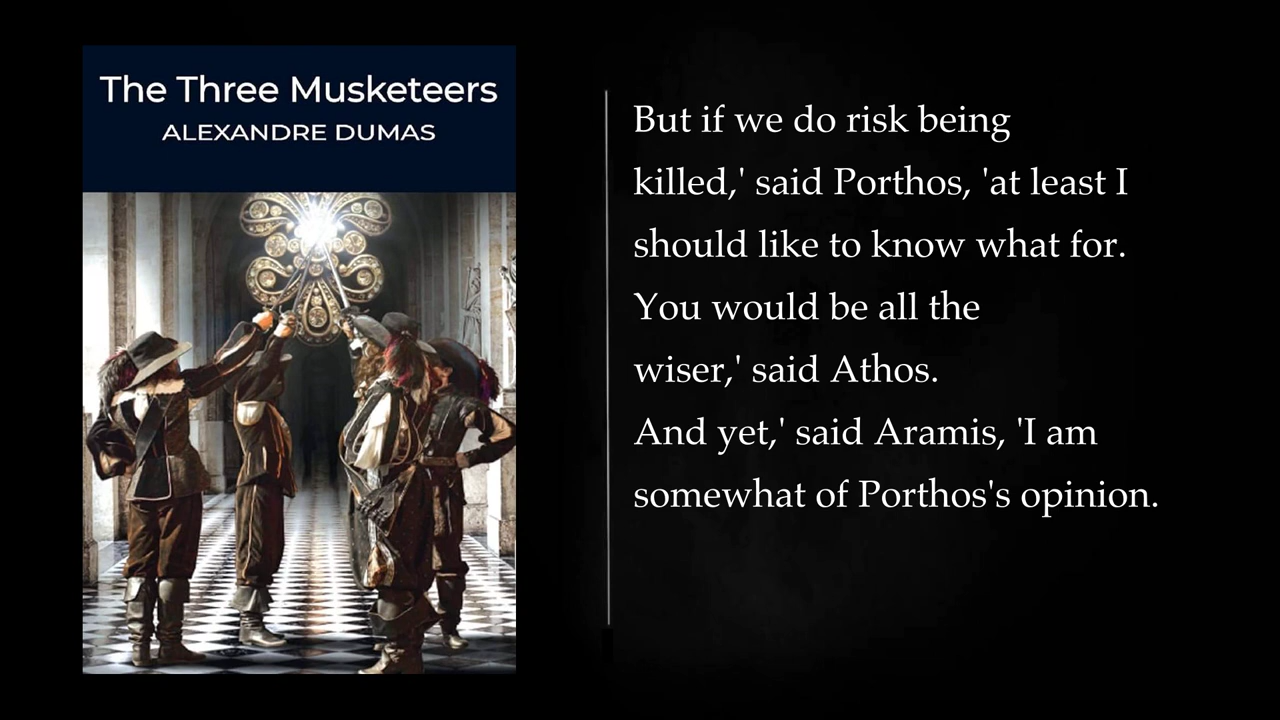 The Three Musketeers
ALEXANDRE DUMAS
But if we do risk being
killed,' said Porthos, 'at least I
should like to know what for.
You would be all the
wiser,' said Athos.
And yet,' said Aramis, 'I am
somewhat of Porthos's opinion.